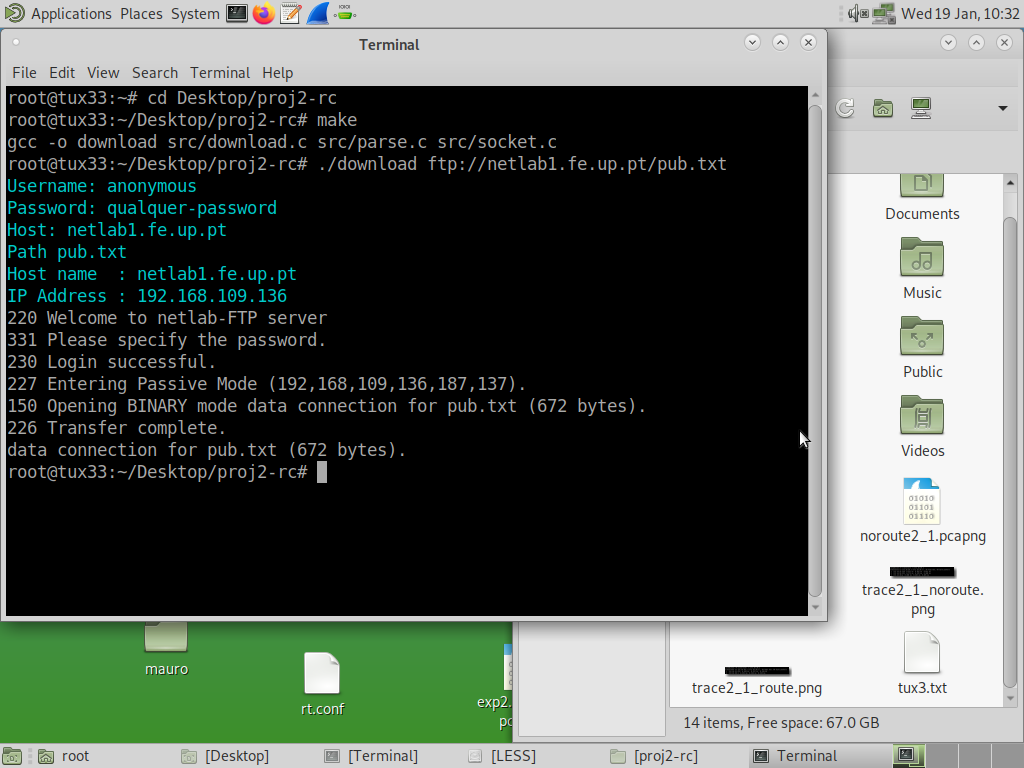 Applications Places System
Wed 19 Jan, 10:32
Terminal
File Edit View Search Terminal Help
root@tux33:~# cd Desktop/proj2-rc
root@tux33:~/Desktop/proj2-rc# make
gcc -o download src/download.c src/parse.c src/socket.c
root@tux33:~/Desktop/proj2-rc# ./download ftp://netlab1.fe.up.pt/pub.txt
Username: anonymous
Password: qualquer-password
Host: netlab1.fe.up.pt
Path pub.txt
Host name  : netlab1.fe.up.pt
IP Address : 192.168.109.136
220 Welcome to netlab-FTP server
331 Please specify the password.
230 Login successful.
227 Entering Passive Mode (192,168,109,136,187,137).
150 Opening BINARY mode data connection for pub.txt (672 bytes).
226 Transfer complete.
data connection for pub.txt (672 bytes).
root@tux33:~/Desktop/proj2-rc#
Documents
Music
Public
Videos
01010
01101
01110
noroute2_1.pcapng
trace2_1_noroute.
png
trace2_1_route.png
tux3.txt
14 items, Free space: 67.0 GB
mauro
rt.conf
exp2.
pc
root
[Desktop]
[Terminal]
[LESS]
[proj2-rc]
Terminal